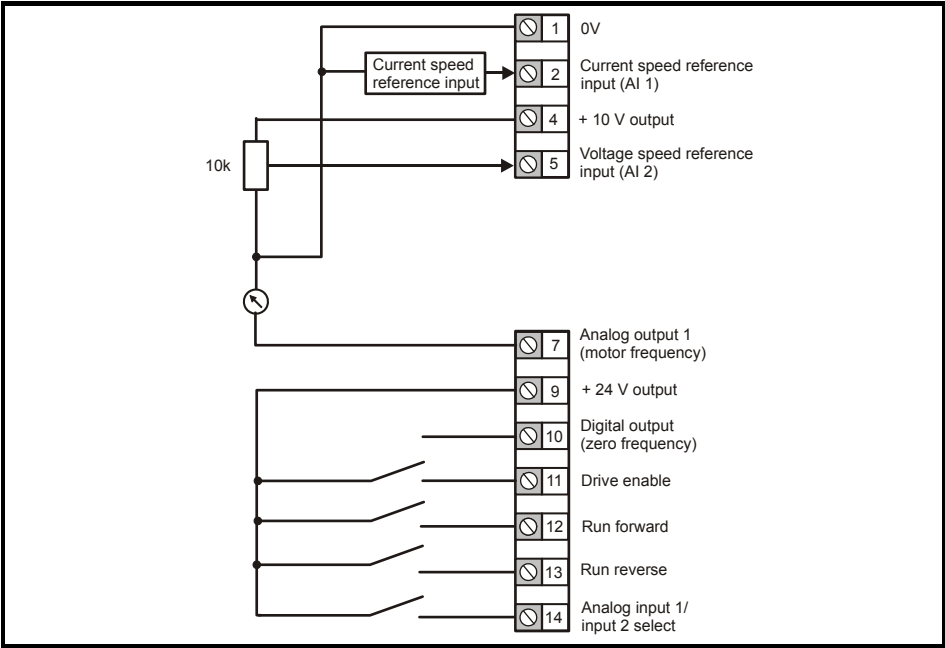 1 0V
Current speed
reference input
2 Current speed reference
input (AI 1)
4 + 10 V output
10k
5 Voltage speed reference
input (AI 2)
7 Analog output 1
(motor frequency)
9 + 24 V output
10 Digital output
(zero frequency)
11 Drive enable
12 Run forward
13 Run reverse
14 Analog input 1/
input 2 select